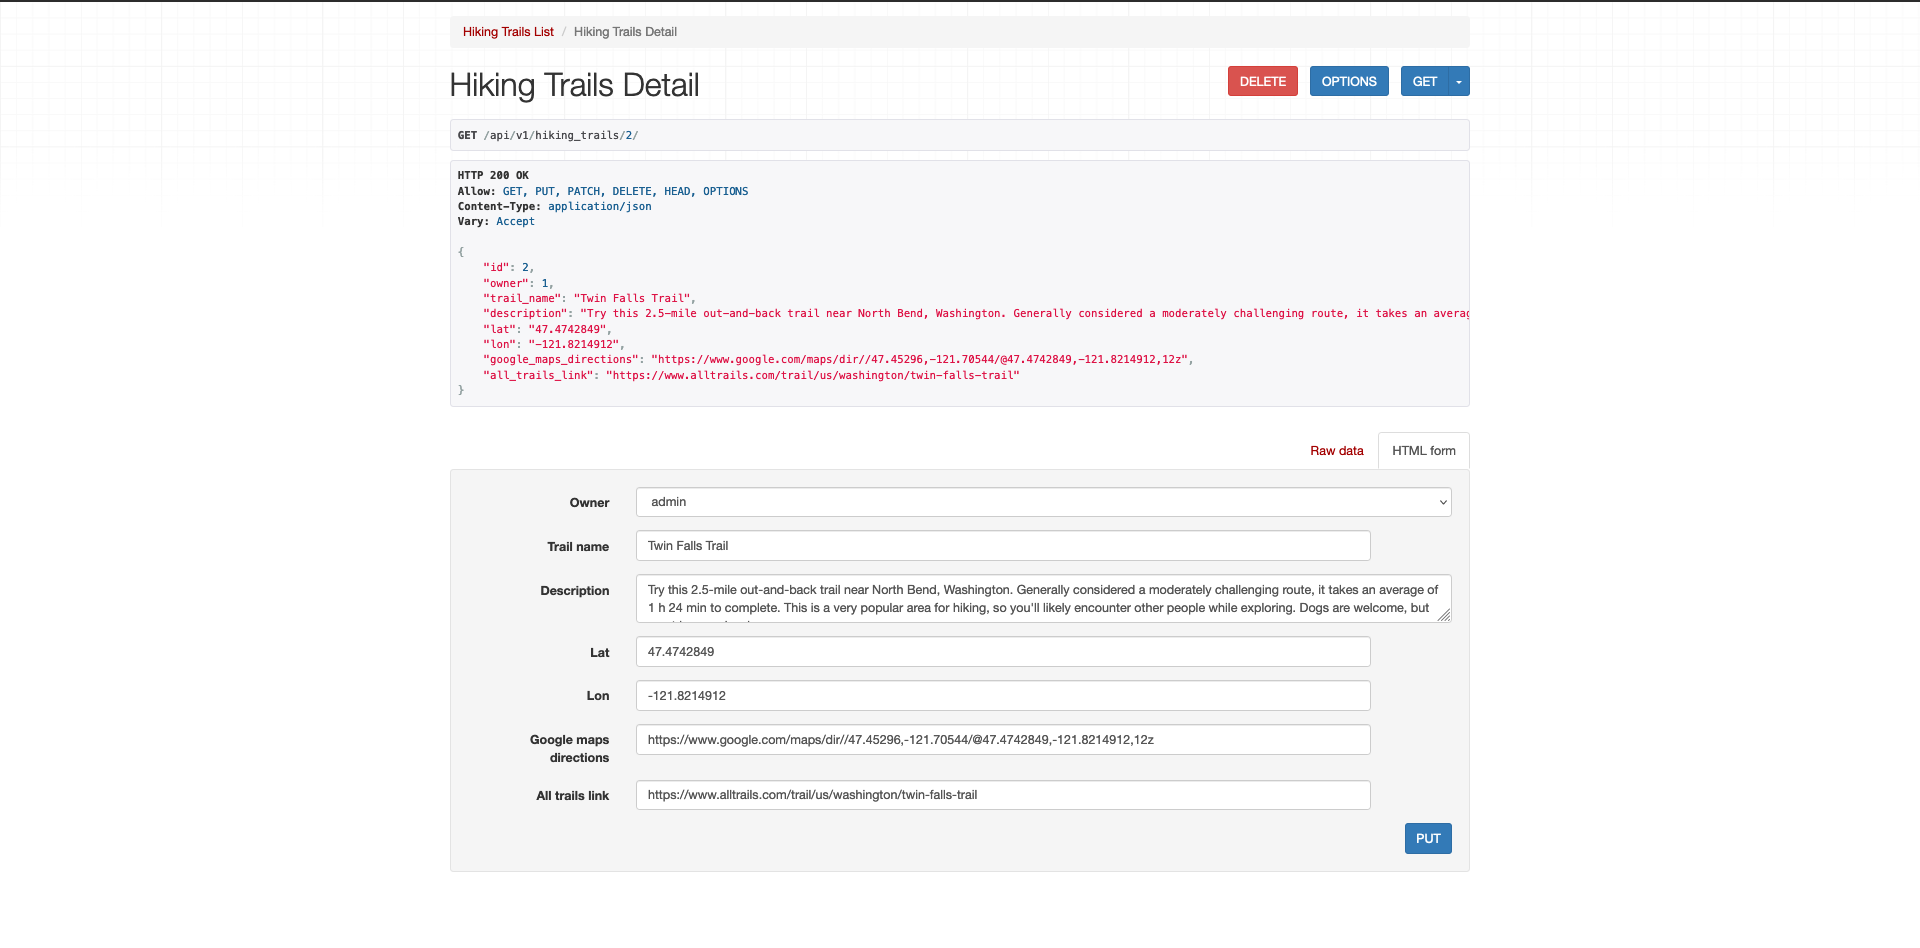 Hiking Trails List / Hiking Trails Detail
Hiking Trails Detail
DELETE OPTIONS GET
GET /api/v1/hiking_trails/2/
HTTP 200 OK
Allow: GET, PUT, PATCH, DELETE, HEAD, OPTIONS
Content-Type: application/json
Vary: Accept
{
"id": 2,
"owner": 1,
"trail_name": "Twin Falls Trail",
"description": "Try this 2.5-mile out-and-back trail near North Bend, Washington. Generally considered a moderately challenging route, it takes an averag
"lat": "47.4742849",
"lon": "-121.8214912",
"google_maps_directions": "https://www.google.com/maps/dir//47.45296,-121.70544/@47.4742849,-121.8214912,12z",
"all_trails_link": "https://www.alltrails.com/trail/us/washington/twin-falls-trail"
}
Raw data HTML form
Owner admin
Trail name Twin Falls Trail
Description Try this 2.5-mile out-and-back trail near North Bend, Washington. Generally considered a moderately challenging route, it takes an average of
1 h 24 min to complete. This is a very popular area for hiking, so you'll likely encounter other people while exploring. Dogs are welcome, but
Lat 47.4742849
Lon -121.8214912
Google maps directions https://www.google.com/maps/dir//47.45296,-121.70544/@47.4742849,-121.8214912,12z
All trails link https://www.alltrails.com/trail/us/washington/twin-falls-trail
PUT